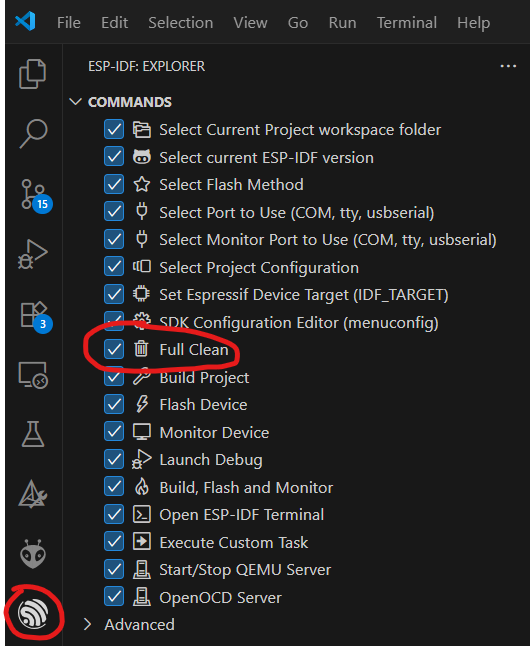 File Edit Selection View Go Run Terminal Help
ESP-IDF: EXPLORER
COMMANDS
Select Current Project workspace folder
Select current ESP-IDF version
Select Flash Method
Select Port to Use (COM, tty, usbserial)
Select Monitor Port to Use (COM, tty, usbserial)
Select Project Configuration
Set Espressif Device Target (IDF_TARGET)
SDK Configuration Editor (menuconfig)
Full Clean
Build Project
Flash Device
Monitor Device
Launch Debug
Build, Flash and Monitor
Open ESP-IDF Terminal
Execute Custom Task
Start/Stop QEMU Server
OpenOCD Server
Advanced
15
3